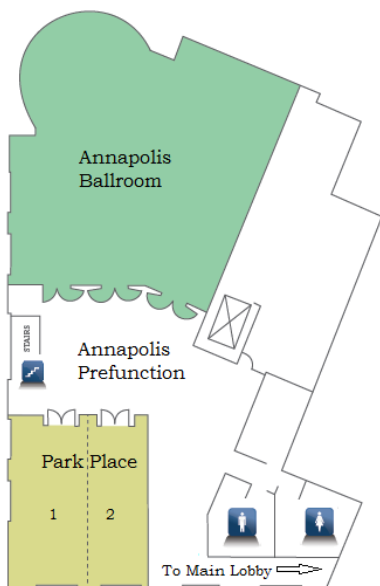 Annapolis
Ballroom
STAIRS
Annapolis
Prefunction
Park Place
1
2
To Main Lobby